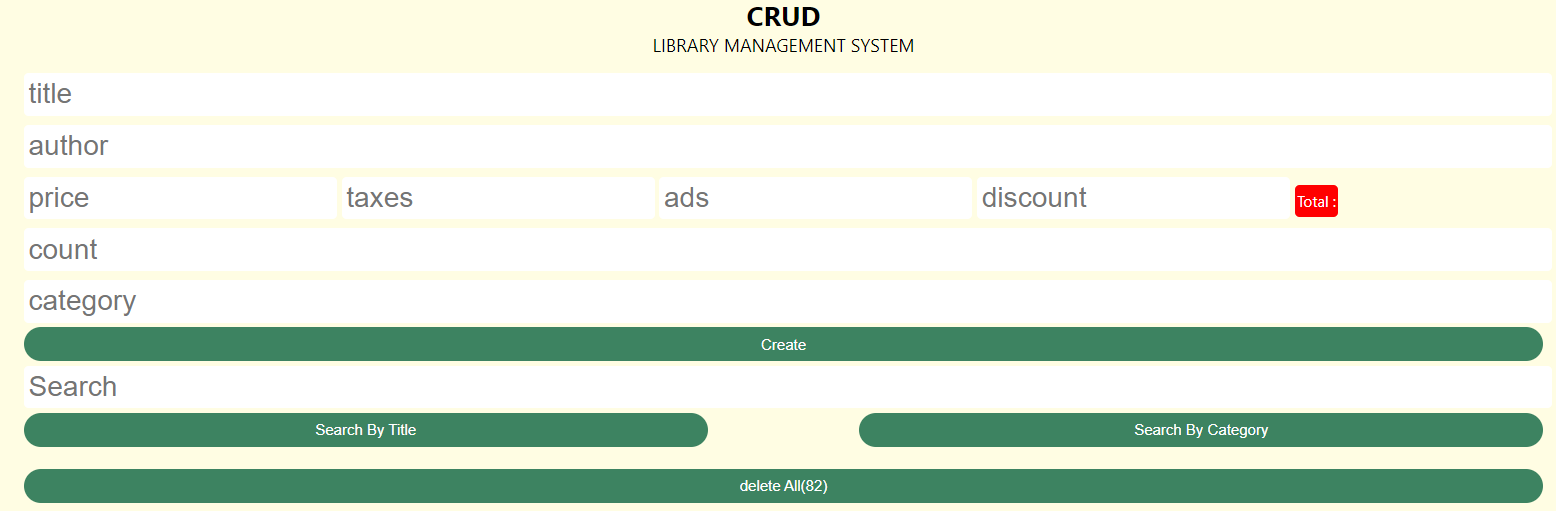 CRUD
LIBRARY MANAGEMENT SYSTEM
title
author
price taxes ads discount Total :
count
category
Create
Search
Search By Title Search By Category
delete All(82)